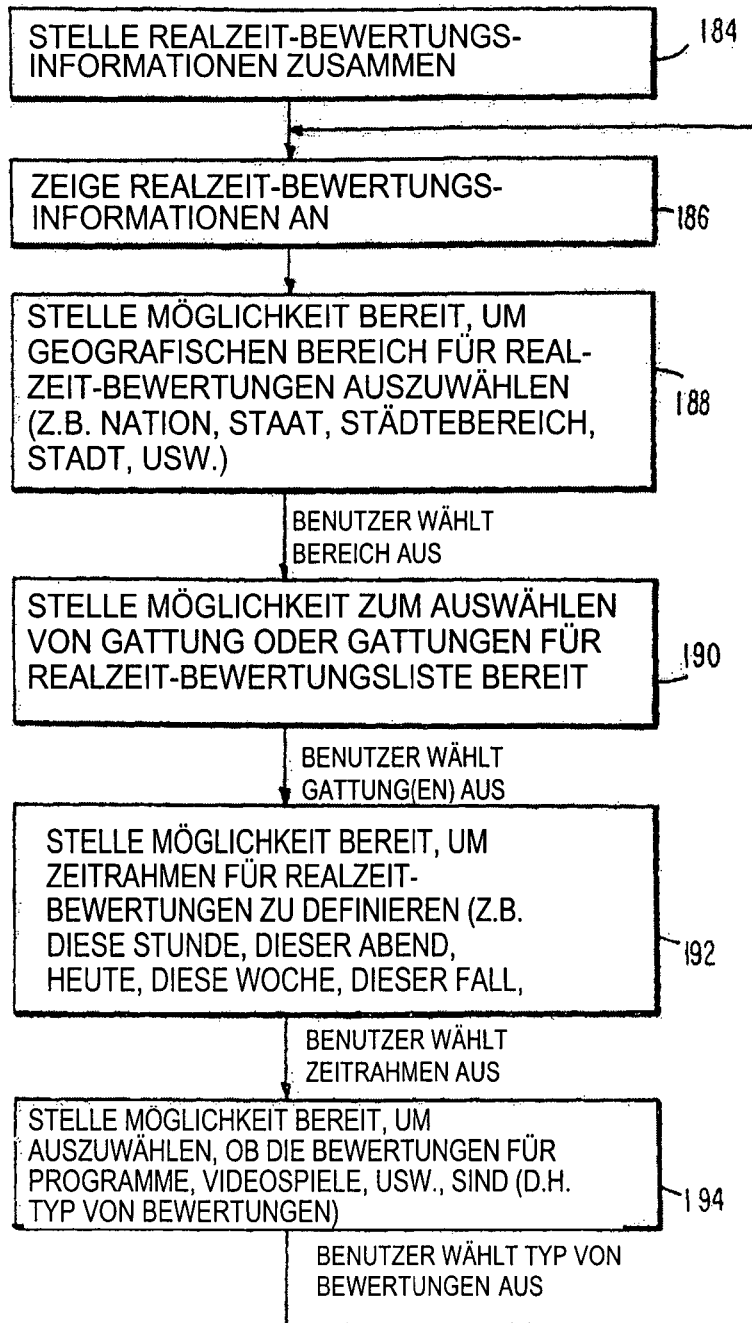 STELLE REALZEIT-BEWERTUNGS-
INFORMATIONEN ZUSAMMEN
184
ZEIGE REALZEIT-BEWERTUNGS-
INFORMATIONEN AN
186
STELLE MÖGLICHKEIT BEREIT, UM
GEOGRAFISCHEN BEREICH FÜR REAL-
ZEIT-BEWERTUNGEN AUSZUWÄHLEN
(Z.B. NATION, STAAT, STÄDTEBEREICH,
STADT, USW.)
188
BENUTZER WÄHLT
BEREICH AUS
STELLE MÖGLICHKEIT ZUM AUSWÄHLEN
VON GATTUNG ODER GATTUNGEN FÜR
REALZEIT-BEWERTUNGSLISTE BEREIT
190
BENUTZER WÄHLT
GATTUNG(EN) AUS
STELLE MÖGLICHKEIT BEREIT, UM
ZEITRAHMEN FÜR REALZEIT-
BEWERTUNGEN ZU DEFINIEREN (Z.B.
DIESE STUNDE, DIESER ABEND,
HEUTE, DIESE WOCHE, DIESER FALL,
192
BENUTZER WÄHLT
ZEITRAHMEN AUS
STELLE MÖGLICHKEIT BEREIT, UM
AUSZUWÄHLEN, OB DIE BEWERTUNGEN FÜR
PROGRAMME, VIDEOSPIELE, USW., SIND (D.H.
TYP VON BEWERTUNGEN)
194
BENUTZER WÄHLT TYP VON
BEWERTUNGEN AUS